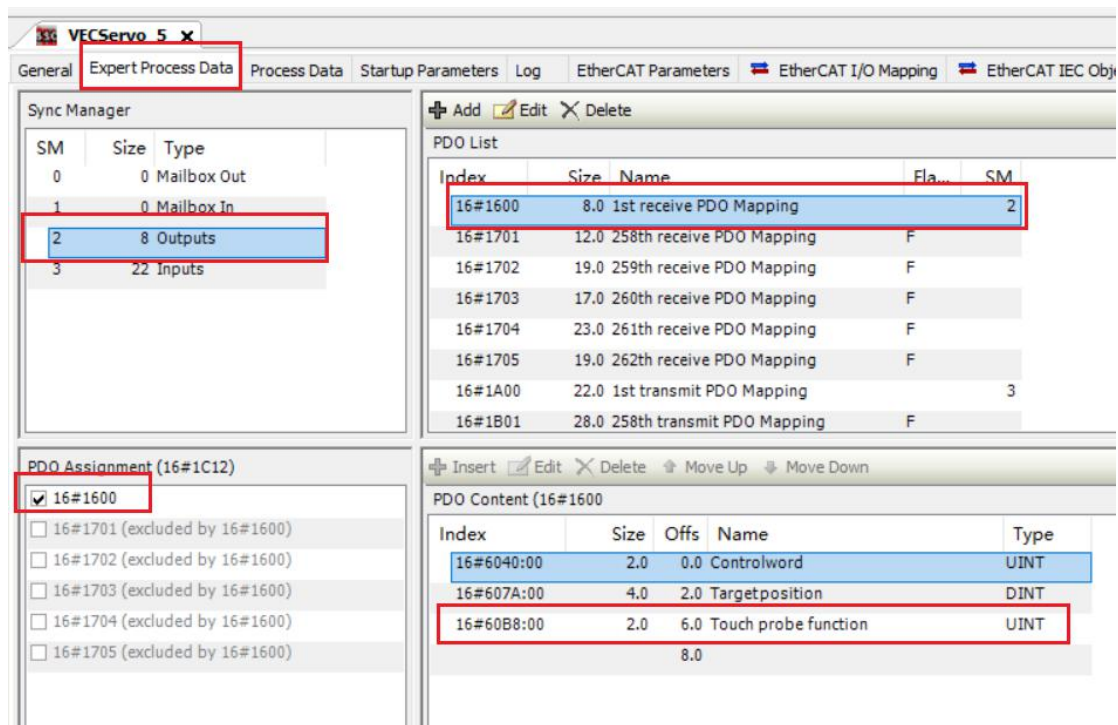 VECServo_5 X
General Expert Process Data Process Data Startup Parameters Log EtherCAT Parameters EtherCAT I/O Mapping EtherCAT IEC Obje
Sync Manager
SM Size Type
0 0 Mailbox Out
1 0 Mailbox In
2 8 Outputs
3 22 Inputs
Add Edit Delete
PDO List
Index Size Name Fla... SM
16#1600 8.0 1st receive PDO Mapping 2
16#1701 12.0 258th receive PDO Mapping F
16#1702 19.0 259th receive PDO Mapping F
16#1703 17.0 260th receive PDO Mapping F
16#1704 23.0 261th receive PDO Mapping F
16#1705 19.0 262th receive PDO Mapping F
16#1A00 22.0 1st transmit PDO Mapping 3
16#1B01 28.0 258th transmit PDO Mapping F
PDO Assignment (16#1C12)
16#1600
16#1701 (excluded by 16#1600)
16#1702 (excluded by 16#1600)
16#1703 (excluded by 16#1600)
16#1704 (excluded by 16#1600)
16#1705 (excluded by 16#1600)
Insert Edit Delete Move Up Move Down
PDO Content (16#1600
Index Size Offs Name Type
16#6040:00 2.0 0.0 Controlword UINT
16#607A:00 4.0 2.0 Targetposition DINT
16#60B8:00 2.0 6.0 Touch probe function UINT
8.0